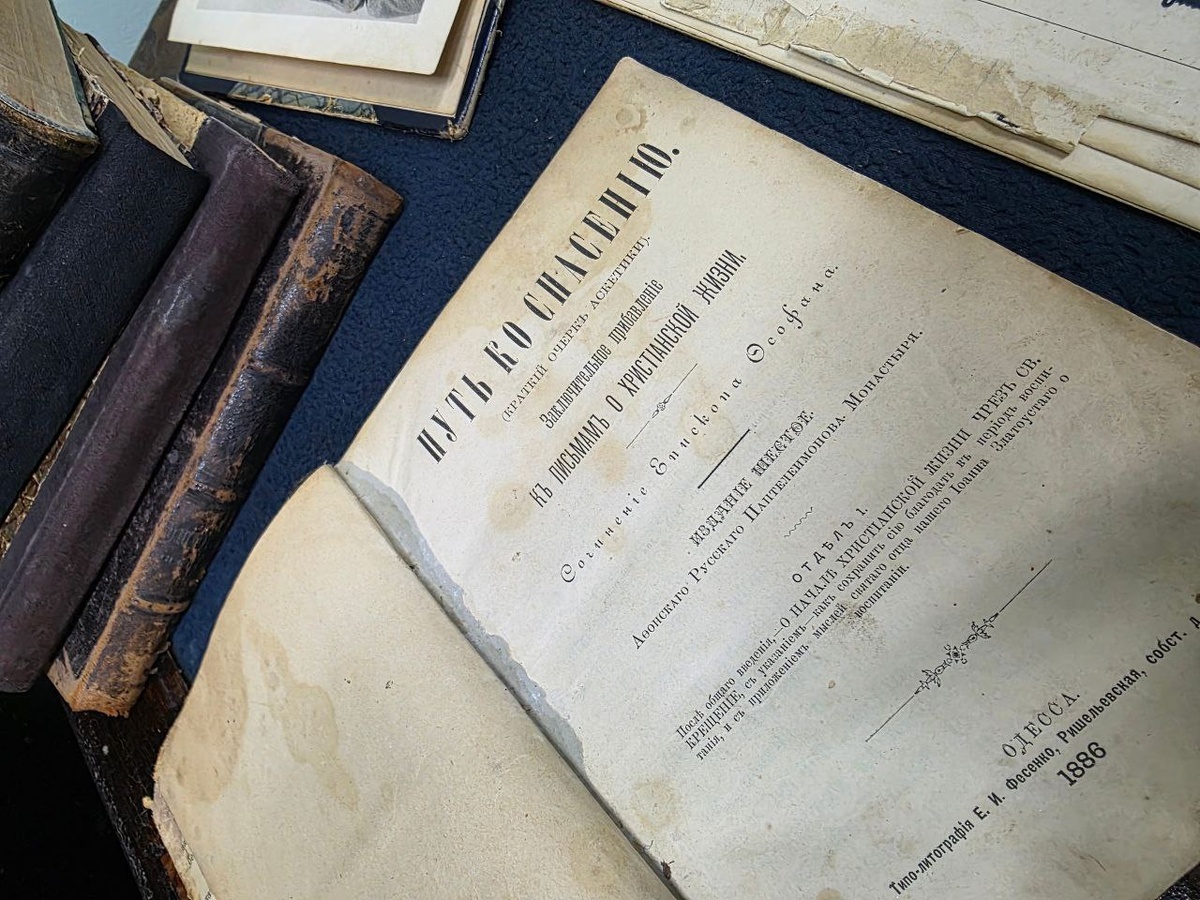 ПУТЬ КО СПАСЕНІЮ.
(КРАТКІЙ ОЧЕРКЪ АСКЕТИКИ).
Заключительное прибавленіе
КЪ ПИСЬМАМЪ О ХРИСТІАНСКОЙ ЖИЗНИ.
Сочиненіе Епископа Ѳеофана.
ИЗДАНІЕ ШЕСТОЕ.
Аѳонскаго Русскаго Пантелеимонова Монастыря.
ОТДѢЛЪ 1.
Послѣ общаго введенія,—О НАЧАЛѢ ХРИСТІАНСКОЙ ЖИЗНИ ЧРЕЗЪ СВ.
КРЕЩЕНІЕ, съ указаніемъ—какъ сохранить сію благодать въ періодъ воспи-
танія, и съ приложеніемъ мыслей святаго отца нашего Іоанна Златоустаго о
воспитаніи.
ОДЕССА.
Типо-литографія Е. И. Фесенко, Ришельевская, собст. д
1886